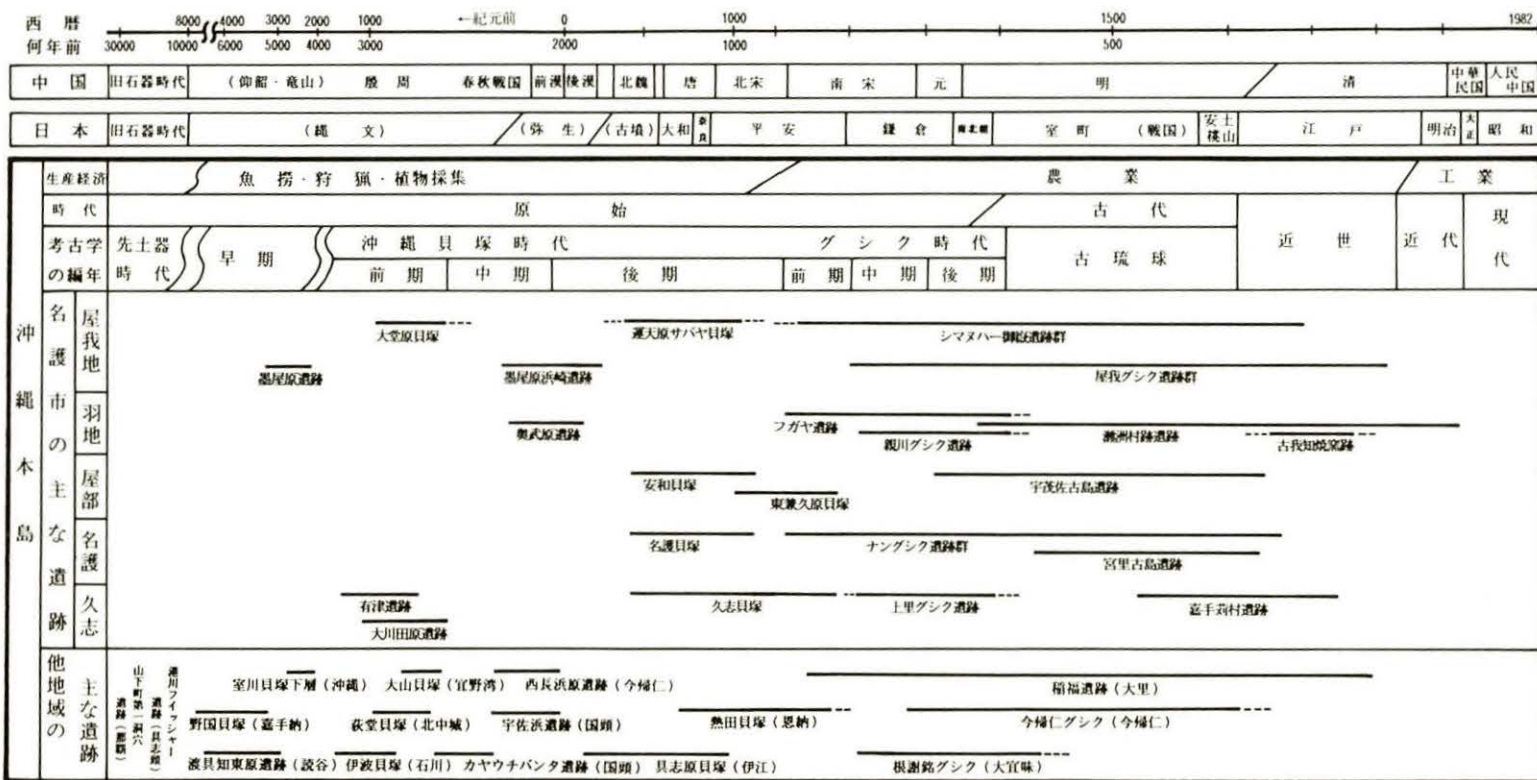 西暦 8000 4000 3000 2000 1000 ←紀元前 0 1000 1500 1982
何年前 30000 10000 6000 5000 4000 3000 2000 1000 500
中国 旧石器時代 (仰韶・竜山) 殷 周 春秋戦国 前漢 後漢 北魏 唐 北宋 南宋 元 明 清 中華民国 人民中国
日本 旧石器時代 (縄文) (弥生) (古墳) 大和 奈良 平安 鎌倉 南北朝 室町 (戦国) 安土桃山 江戸 明治 大正 昭和
沖縄本島
生産経済 魚撈・狩猟・植物採集 農業 工業
時代 原始 古代 近世 近代 現代
考古学の編年 先土器時代 早期 沖縄貝塚時代 グシク時代 古琉球
前期 中期 後期 前期 中期 後期
名護市の主な遺跡
屋我地
大堂原貝塚 運天原サバヤ貝塚 シマヌハー御嶽遺跡群
墨屋原遺跡 墨屋原浜崎遺跡 屋我グシク遺跡群
羽地
奥武原遺跡 フガヤ遺跡 親川グシク遺跡 村跡遺跡 古我知焼窯跡
屋部
安和貝塚 東兼久原貝塚 宇茂佐古島遺跡
名護
名護貝塚 ナングシク遺跡群 宮里古島遺跡
久志
有津遺跡 久志貝塚 上里グシク遺跡 嘉手苅村遺跡
大川田原遺跡
他地域の主な遺跡
山下町第一洞穴遺跡(那覇)
港川フィッシャー遺跡(具志頭)
室川貝塚下層(沖縄) 大山貝塚(宜野湾) 西長浜原遺跡(今帰仁) 稲福遺跡(大里)
野国貝塚(嘉手納) 荻堂貝塚(北中城) 宇佐浜遺跡(国頭) 熱田貝塚(恩納) 今帰仁グシク(今帰仁)
渡具知東原遺跡(読谷) 伊波貝塚(石川) カヤウチバンタ遺跡(国頭) 具志原貝塚(伊江) 根謝銘グシク(大宜味)